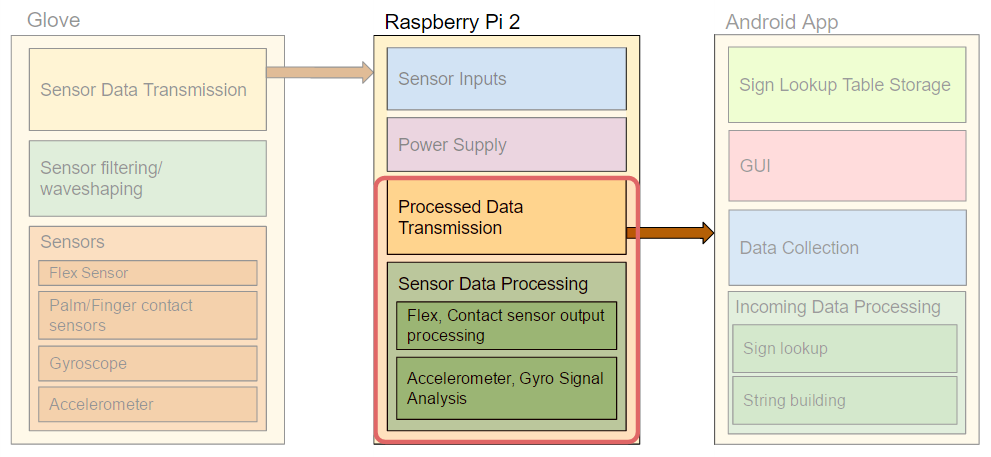 Glove
Sensor Data Transmission
Sensor filtering/
waveshaping
Sensors
Flex Sensor
Palm/Finger contact
sensors
Gyroscope
Accelerometer
Raspberry Pi 2
Sensor Inputs
Power Supply
Processed Data
Transmission
Sensor Data Processing
Flex, Contact sensor output
processing
Accelerometer, Gyro Signal
Analysis
Android App
Sign Lookup Table Storage
GUI
Data Collection
Incoming Data Processing
Sign lookup
String building